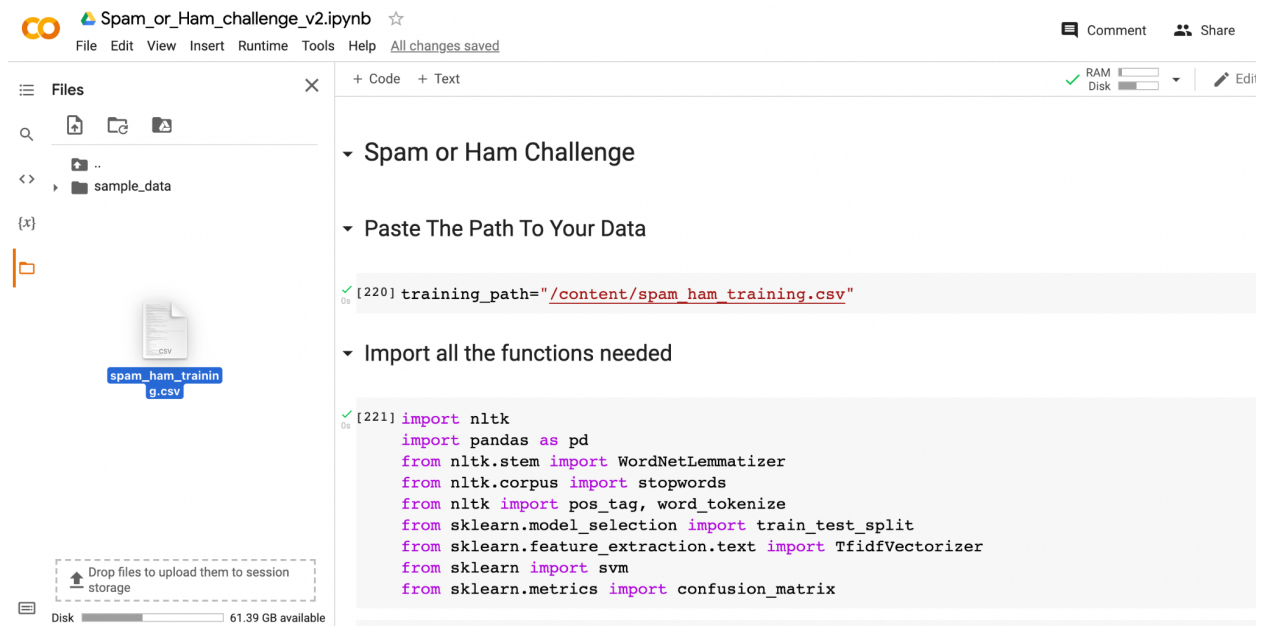 Spam_or_Ham_challenge_v2.ipynb
File Edit View Insert Runtime Tools Help All changes saved
Comment Share
Files
+ Code + Text
RAM
Disk
Edit
..
sample_data
{x}
spam_ham_trainin
g.csv
CSV
Drop files to upload them to session
storage
Disk 61.39 GB available
Spam or Ham Challenge
Paste The Path To Your Data
[220] training_path="/content/spam_ham_training.csv"
0s
Import all the functions needed
[221] import nltk
0s
import pandas as pd
from nltk.stem import WordNetLemmatizer
from nltk.corpus import stopwords
from nltk import pos_tag, word_tokenize
from sklearn.model_selection import train_test_split
from sklearn.feature_extraction.text import TfidfVectorizer
from sklearn import svm
from sklearn.metrics import confusion_matrix